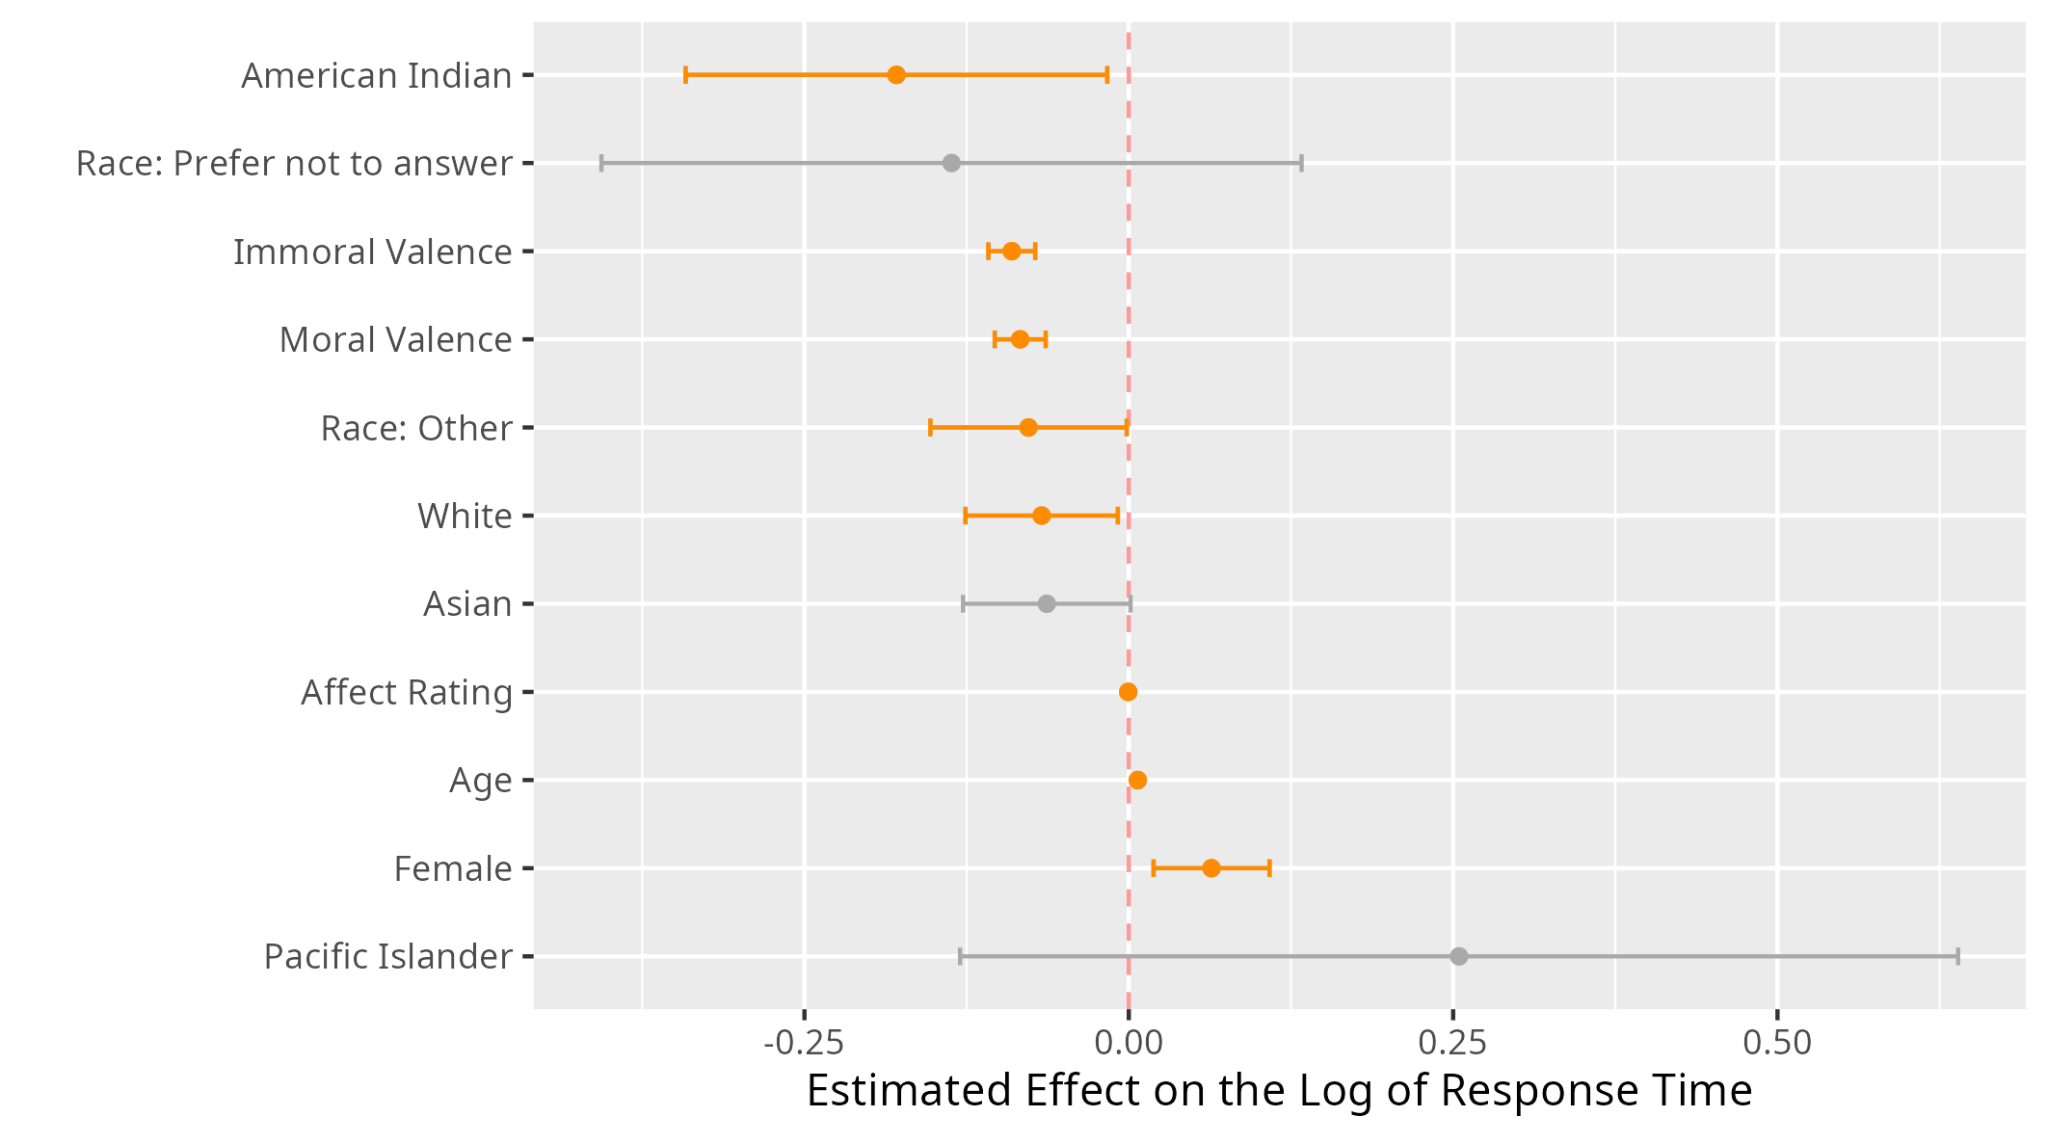 American Indian
Race: Prefer not to answer
Immoral Valence
Moral Valence
Race: Other
White
Asian
Affect Rating
Age
Female
Pacific Islander
-0.25 0.00 0.25 0.50
Estimated Effect on the Log of Response Time